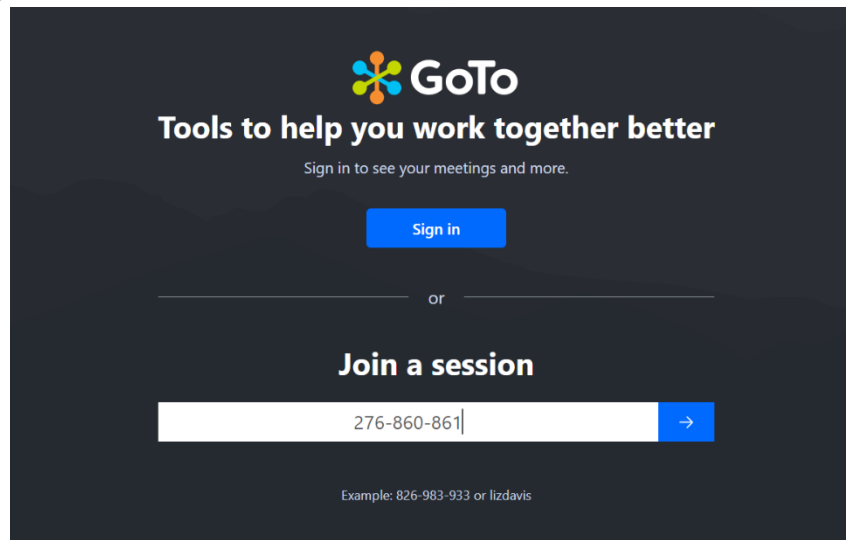 GoTo
Tools to help you work together better
Sign in to see your meetings and more.
Sign in
or
Join a session
276-860-861
Example: 826-983-933 or lizdavis